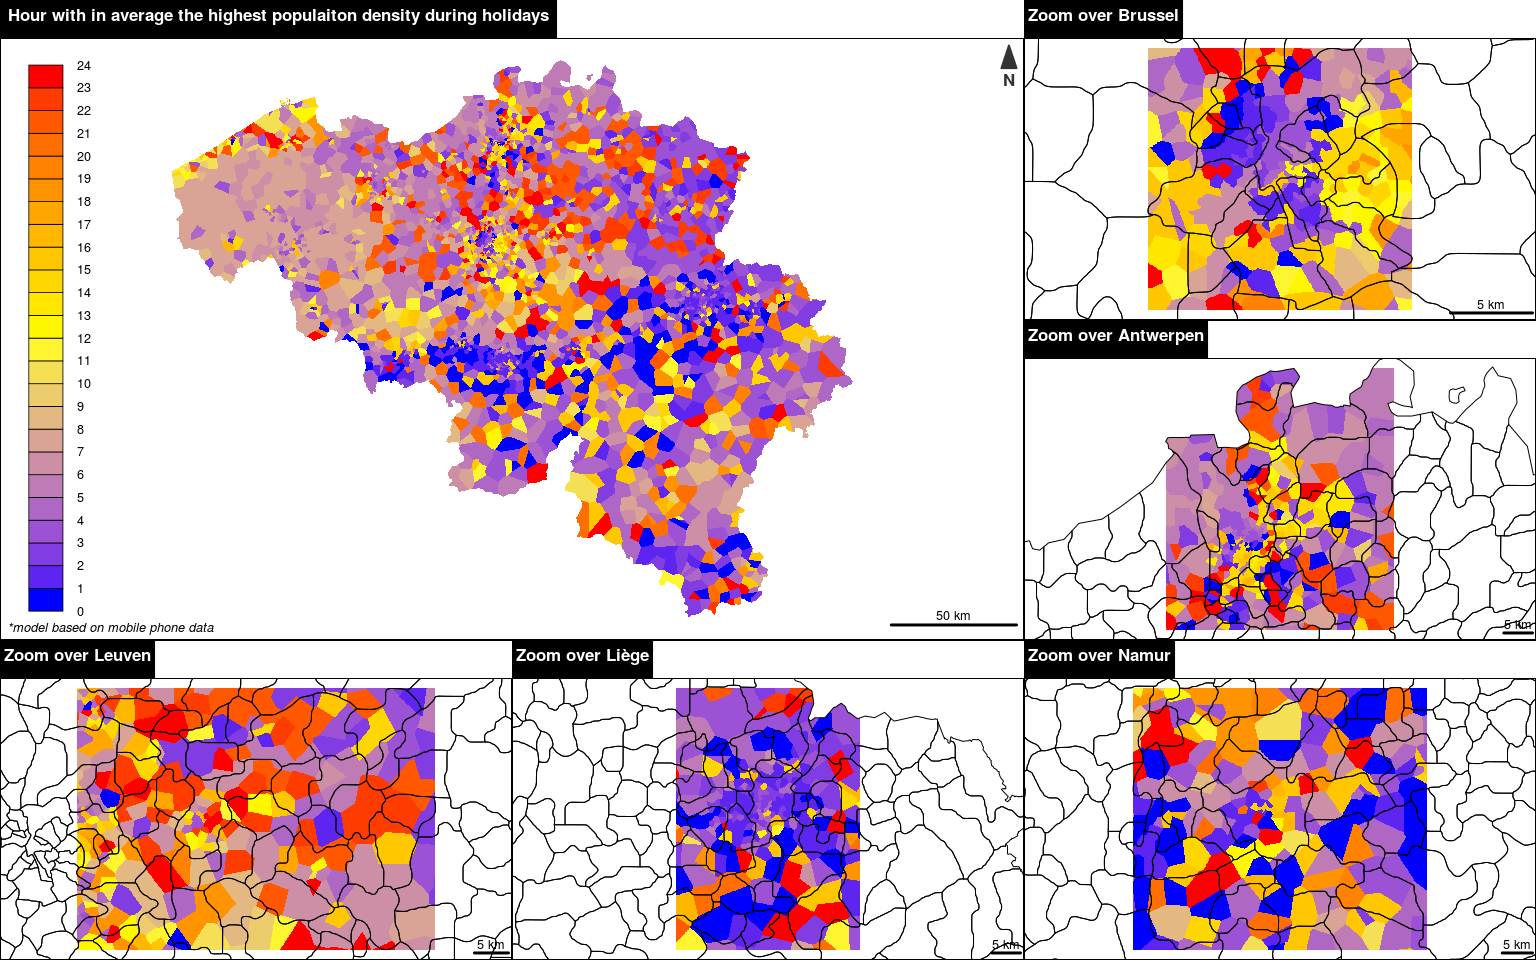 Hour with in average the highest populaiton density during holidays
24
23
22
21
20
19
18
17
16
15
14
13
12
11
10
9
8
7
6
5
4
3
2
1
0
*model based on mobile phone data
N
50 km
Zoom over Brussel
5 km
Zoom over Antwerpen
5 km
Zoom over Leuven
5 km
Zoom over Liège
5 km
Zoom over Namur
5 km